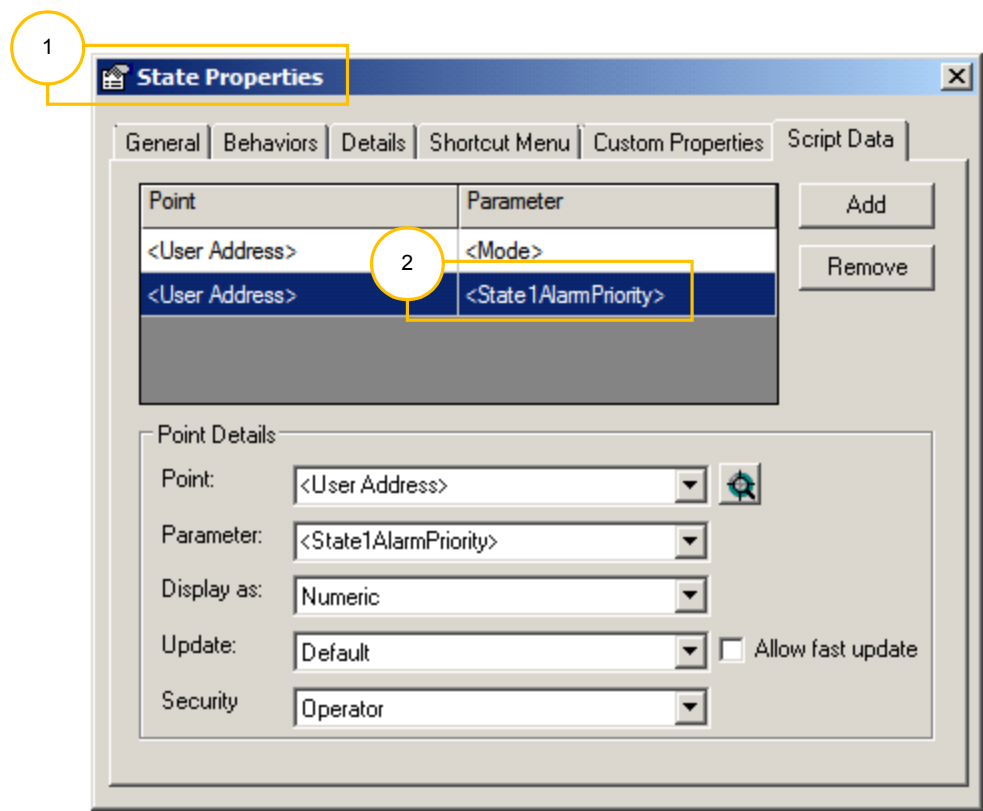 1
State Properties
General Behaviors Details Shortcut Menu Custom Properties Script Data
Point Parameter
<User Address> <Mode>
2
<User Address> <State1AlarmPriority>
Add
Remove
Point Details
Point: <User Address>
Parameter: <State1AlarmPriority>
Display as: Numeric
Update: Default Allow fast update
Security Operator